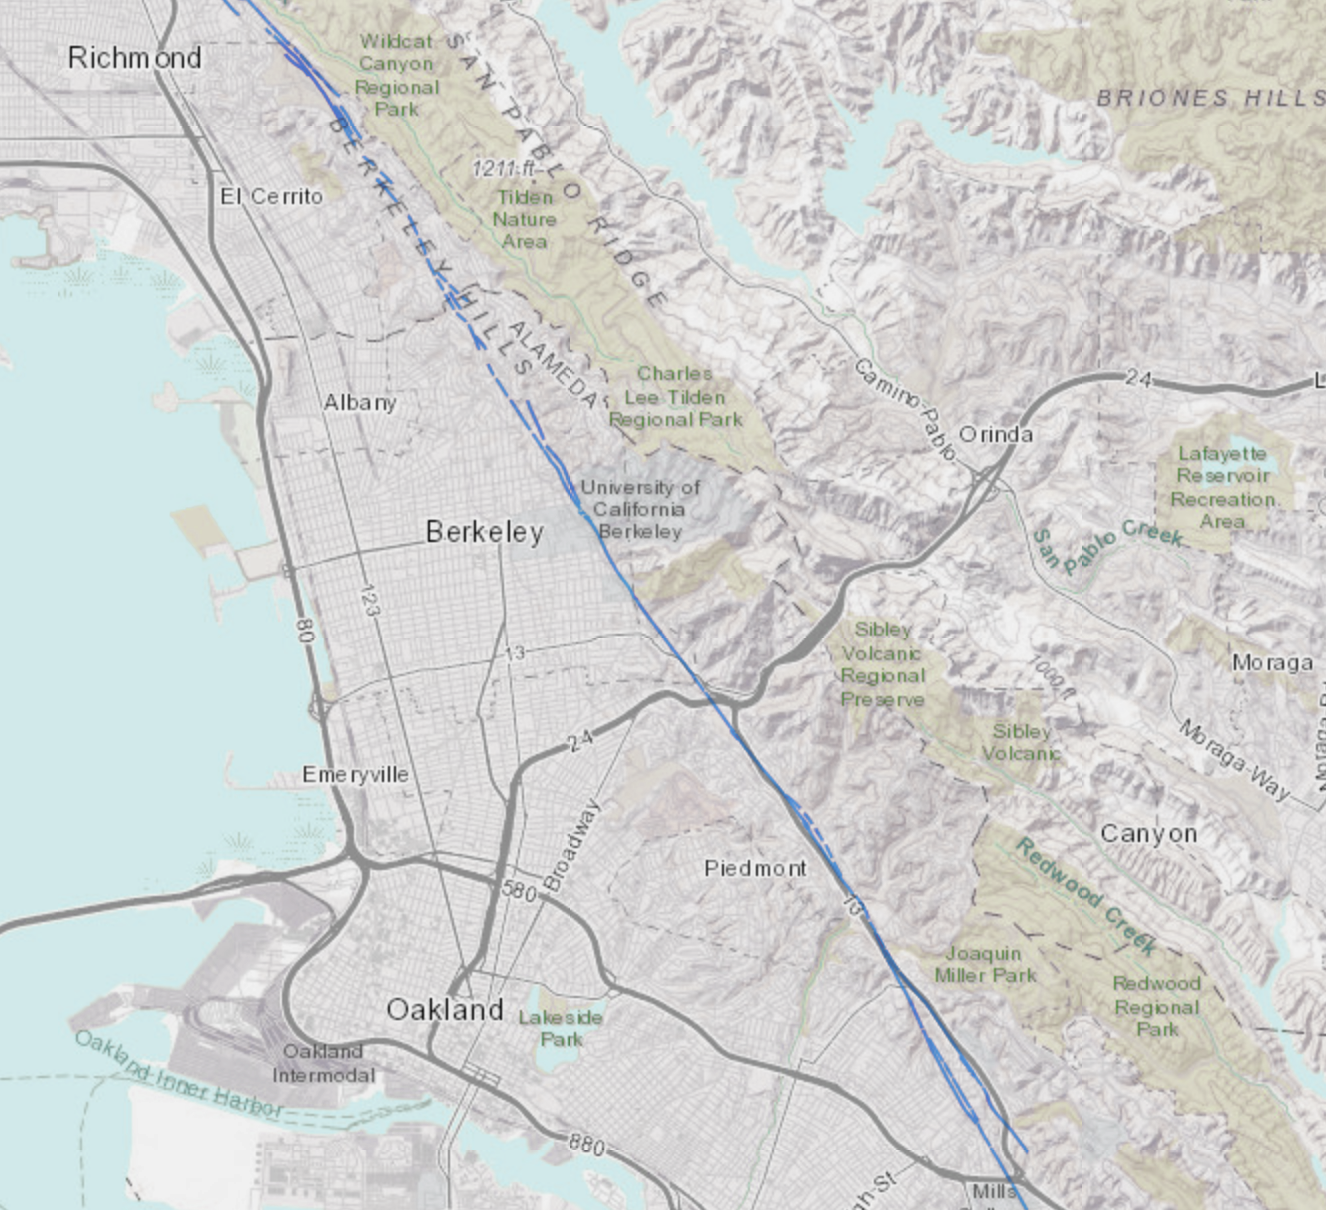 Richmond
Wildcat
Canyon
Regional
Park
SAN PABLO RIDGE
BRIONES HILLS
BERKELEY HILLS
1211 ft
El Cerrito
Tilden
Nature
Area
ALAMEDA
Albany
Charles
Lee Tilden
Regional Park
Camino-Pablo
24
Orinda
Lafayette
Reservoir
Recreation
Area
University of
California
Berkeley
Berkeley
San Pablo Creek
123
80
13
Sibley
Volcanic
Regional
Preserve
1000 ft
Moraga
Sibley
Volcanic
Moraga-Way
24
Emeryville
Broadway
Piedmont
Canyon
580
13
Redwood Creek
Joaquin
Miller Park
Redwood
Regional
Park
Oakland
Lakeside
Park
Oakland
Intermodal
Oakland Inner Harbor
880
Mills